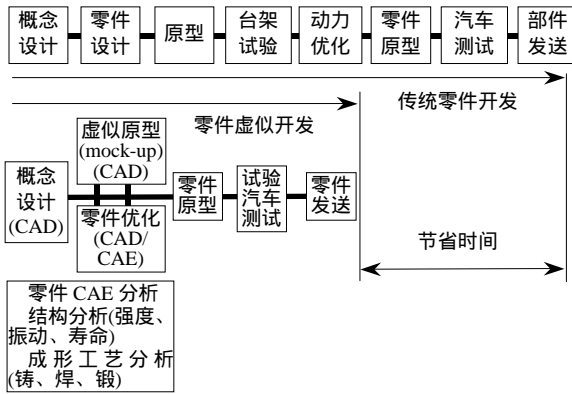 概念
设计
零件
设计
原型
台架
试验
动力
优化
零件
原型
汽车
测试
部件
发送
传统零件开发
零件虚似开发
虚似原型
(mock-up)
(CAD)
概念
设计
(CAD)
零件优化
(CAD/
CAE)
零件
原型
试验
汽车
测试
零件
发送
节省时间
零件 CAE 分析
结构分析(强度、
振动、寿命)
成形工艺分析
(铸、焊、锻)